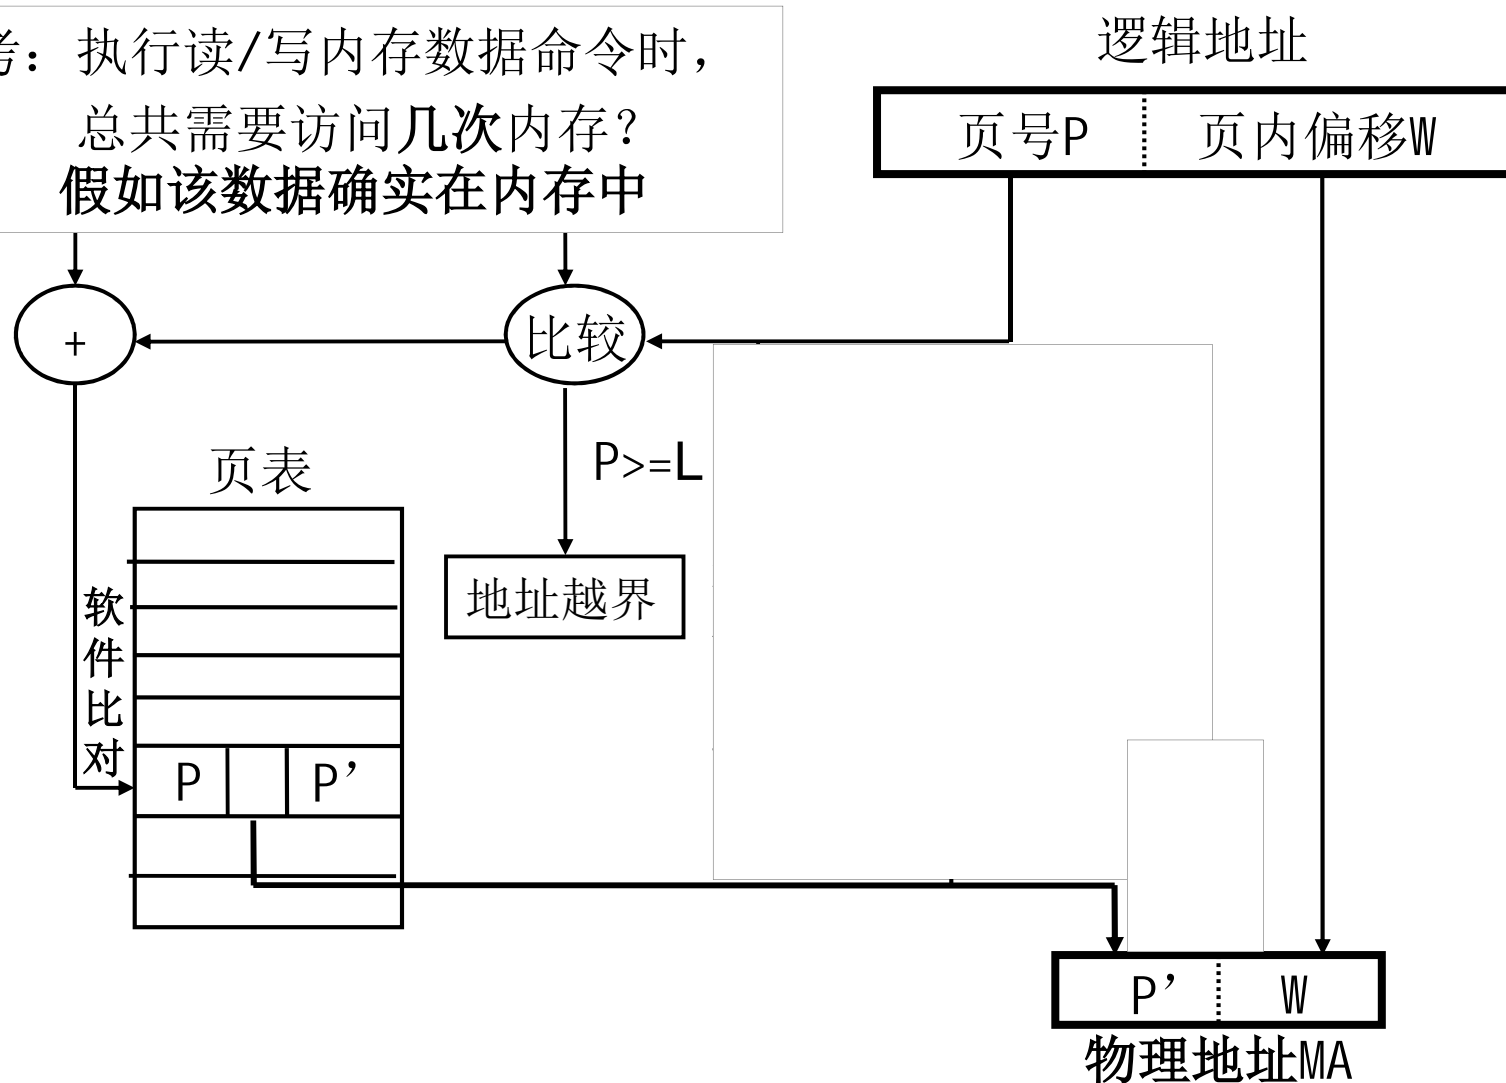 考：执行读/写内存数据命令时，
总共需要访问几次内存？
假如该数据确实在内存中
逻辑地址
页号P 页内偏移W
+
比较
P>=L
页表
地址越界
软件比对
P P’
P’ W
物理地址MA